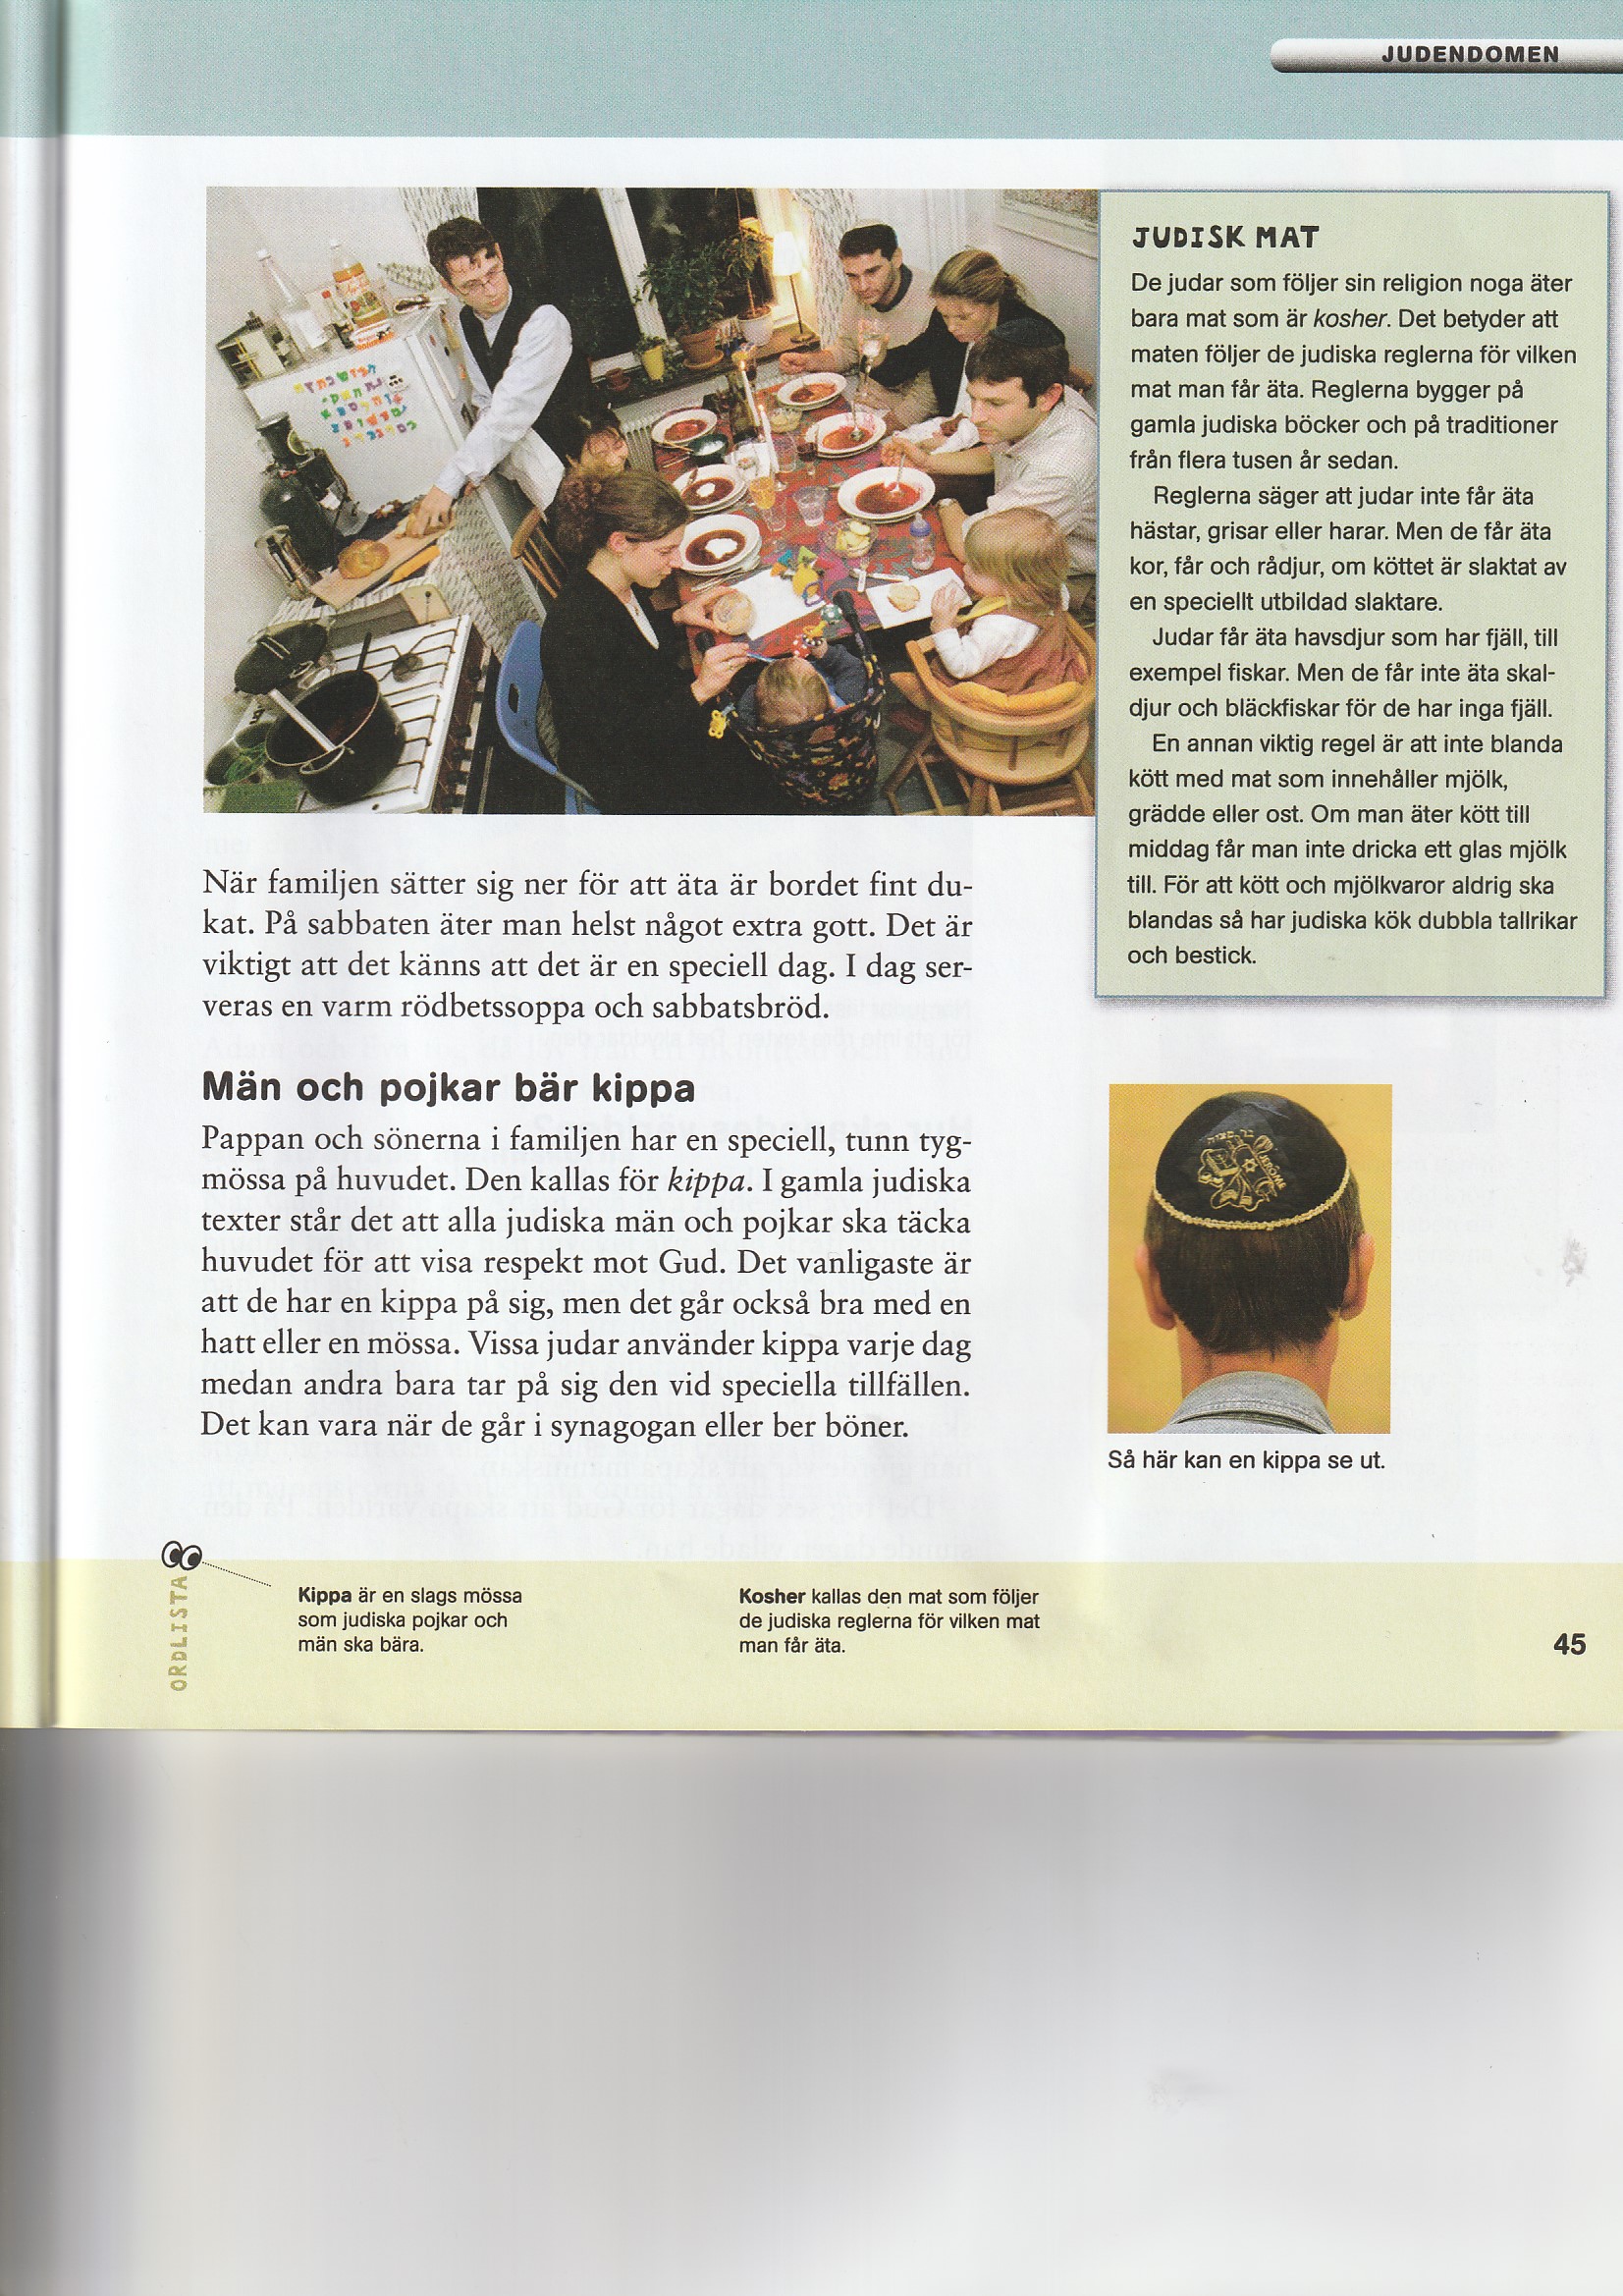 JUDENDOMEN
JUDISK MAT
De judar som följer sin religion noga äter
bara mat som är kosher. Det betyder att
maten följer de judiska reglerna för vilken
mat man får äta. Reglerna bygger på
gamla judiska böcker och på traditioner
från flera tusen år sedan.
Reglerna säger att judar inte får äta
hästar, grisar eller harar. Men de får äta
kor, får och rådjur, om köttet är slaktat av
en speciellt utbildad slaktare.
Judar får äta havsdjur som har fjäll, till
exempel fiskar. Men de får inte äta skal-
djur och bläckfiskar för de har inga fjäll.
En annan viktig regel är att inte blanda
kött med mat som innehåller mjölk,
grädde eller ost. Om man äter kött till
middag får man inte dricka ett glas mjölk
till. För att kött och mjölkvaror aldrig ska
blandas så har judiska kök dubbla tallrikar
och bestick.
När familjen sätter sig ner för att äta är bordet fint du-
kat. På sabbaten äter man helst något extra gott. Det är
viktigt att det känns att det är en speciell dag. I dag ser-
veras en varm rödbetssoppa och sabbatsbröd.
Män och pojkar bär kippa
Pappan och sönerna i familjen har en speciell, tunn tyg-
mössa på huvudet. Den kallas för kippa. I gamla judiska
texter står det att alla judiska män och pojkar ska täcka
huvudet för att visa respekt mot Gud. Det vanligaste är
att de har en kippa på sig, men det går också bra med en
hatt eller en mössa. Vissa judar använder kippa varje dag
medan andra bara tar på sig den vid speciella tillfällen.
Det kan vara när de går i synagogan eller ber böner.
JEROME
Så här kan en kippa se ut.
ORDLISTA
Kippa är en slags mössa
som judiska pojkar och
män ska bära.
Kosher kallas den mat som följer
de judiska reglerna för vilken mat
man får äta.
45